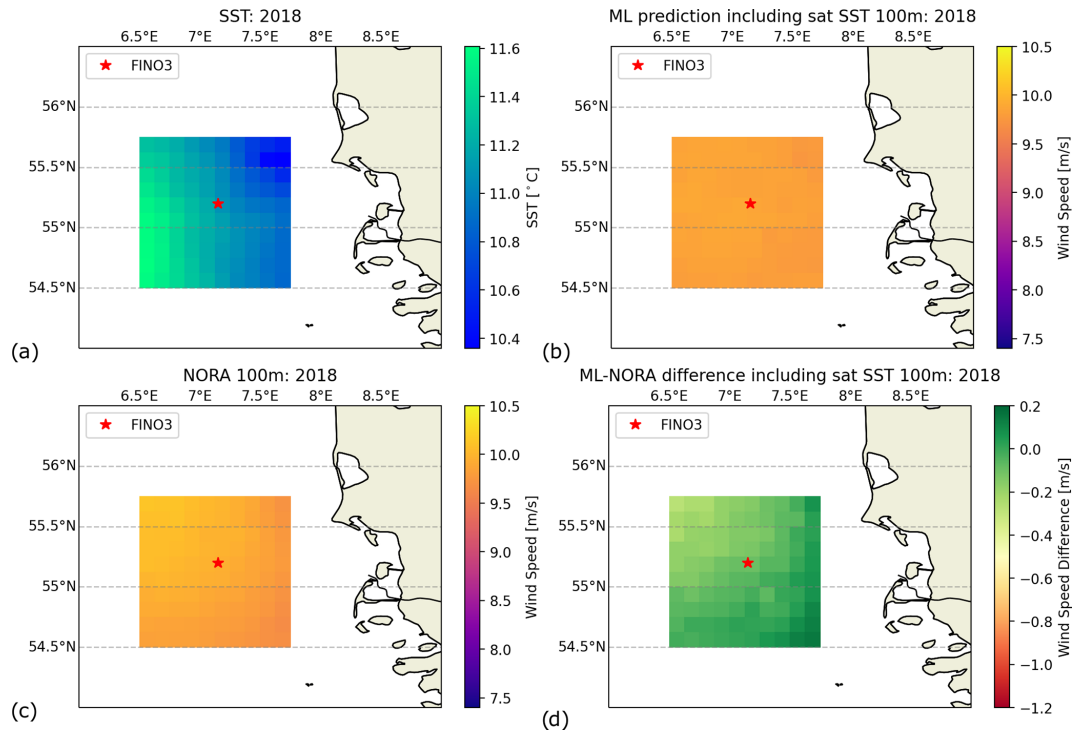 SST: 2018
6.5°E 7°E 7.5°E 8°E 8.5°E
FINO3
56°N
55.5°N
55°N
54.5°N
11.6
11.4
11.2
11.0
10.8
10.6
10.4
SST [°C]
(a)
ML prediction including sat SST 100m: 2018
6.5°E 7°E 7.5°E 8°E 8.5°E
FINO3
56°N
55.5°N
55°N
54.5°N
10.5
10.0
9.5
9.0
8.5
8.0
7.5
Wind Speed [m/s]
(b)
NORA 100m: 2018
6.5°E 7°E 7.5°E 8°E 8.5°E
FINO3
56°N
55.5°N
55°N
54.5°N
10.5
10.0
9.5
9.0
8.5
8.0
7.5
Wind Speed [m/s]
(c)
ML-NORA difference including sat SST 100m: 2018
6.5°E 7°E 7.5°E 8°E 8.5°E
FINO3
56°N
55.5°N
55°N
54.5°N
0.2
0.0
−0.2
−0.4
−0.6
−0.8
−1.0
−1.2
Wind Speed Difference [m/s]
(d)